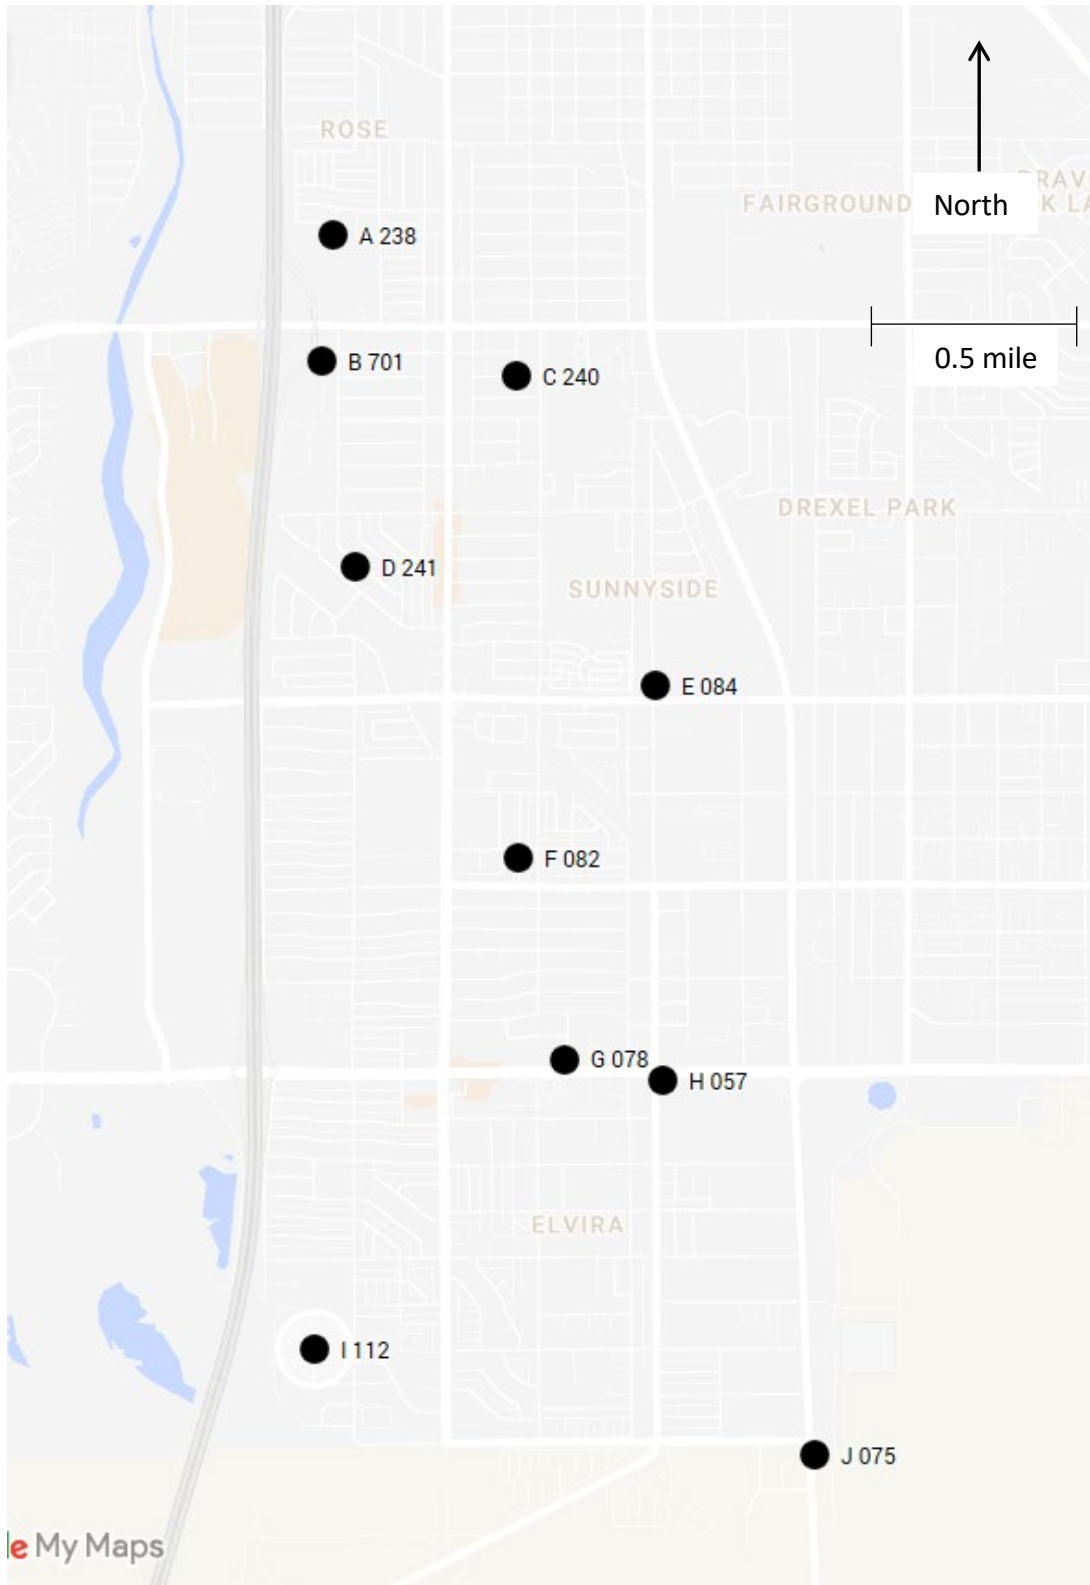 ROSE
North
FAIRGROUND
K LA
A 238
0.5 mile
B 701
C 240
DREXEL PARK
D 241
SUNNYSIDE
E 084
F 082
G 078
H 057
ELVIRA
I 112
J 075
e My Maps